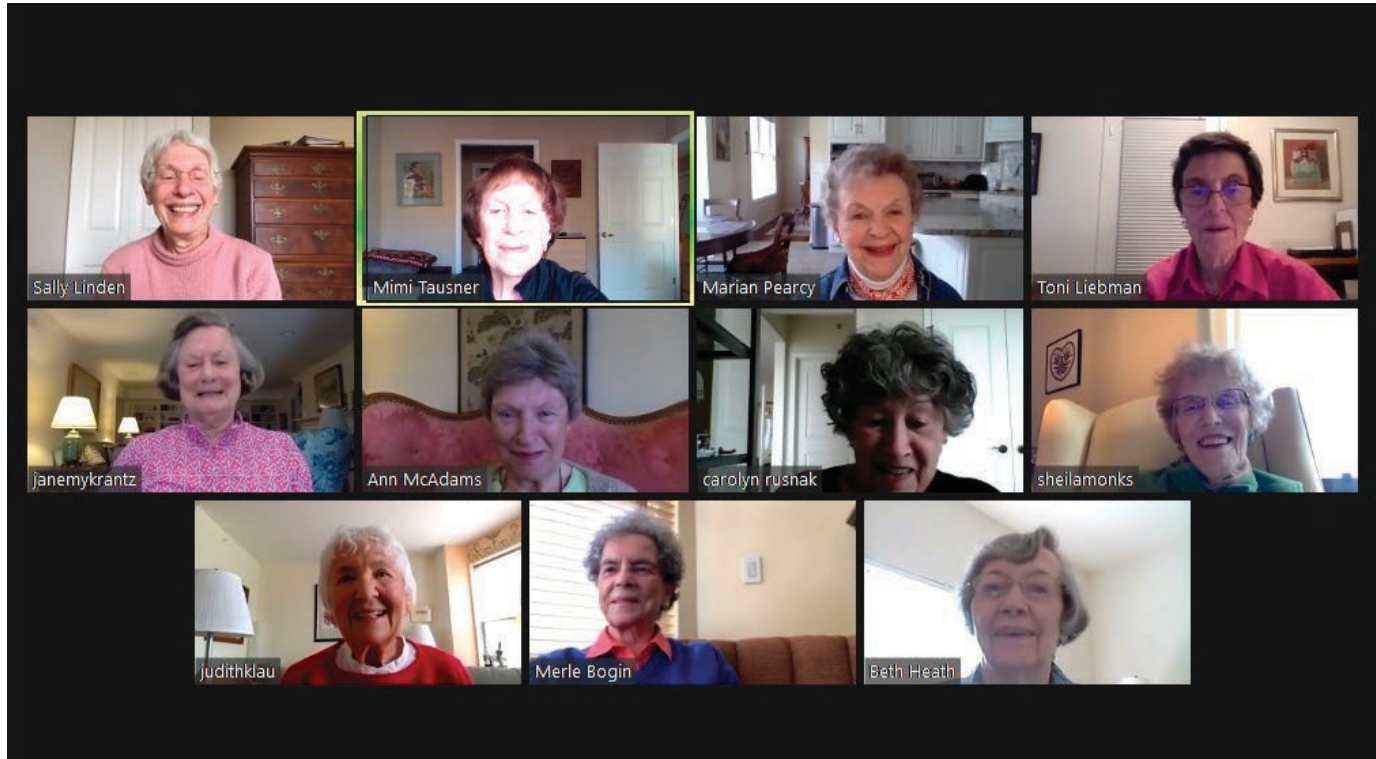 Sally Linden
Mimi Tausner
Marian Pearcy
Toni Liebman
janemykrantz
Ann McAdams
carolyn rusnak
sheilamonks
judithklau
Merle Bogin
Beth Heath